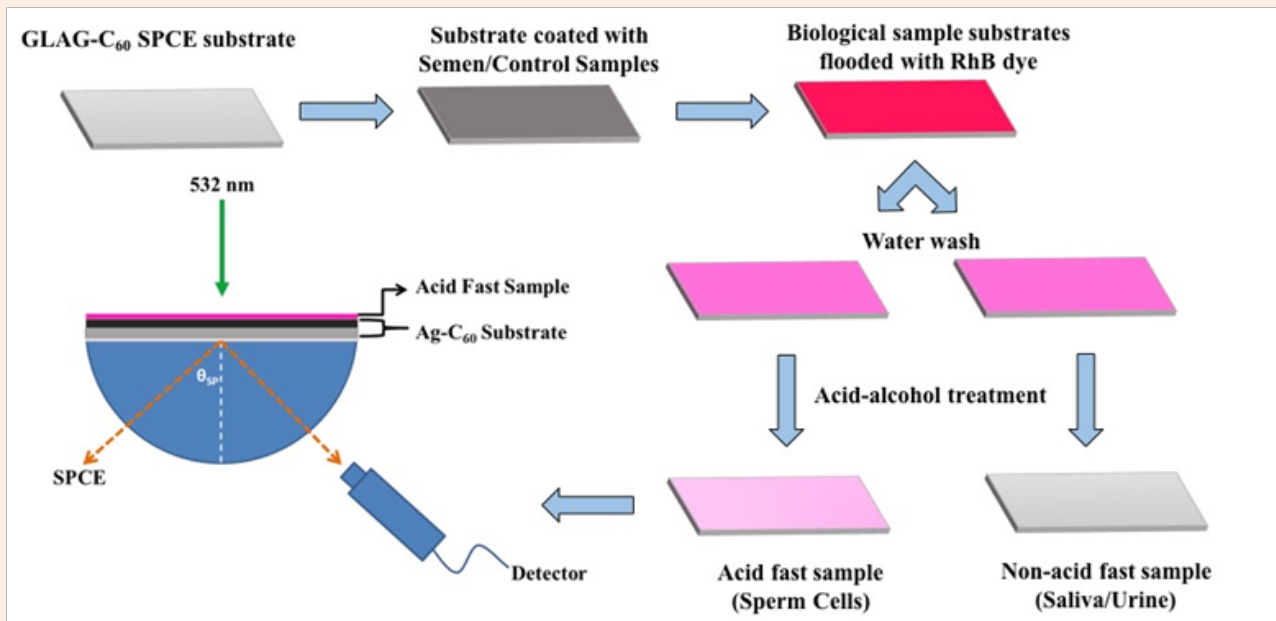 GLAG-C₆₀ SPCE substrate
Substrate coated with
Semen/Control Samples
Biological sample substrates
flooded with RhB dye
532 nm
Water wash
Acid Fast Sample
Ag-C₆₀ Substrate
θSP
Acid-alcohol treatment
SPCE
Detector
Acid fast sample
(Sperm Cells)
Non-acid fast sample
(Saliva/Urine)